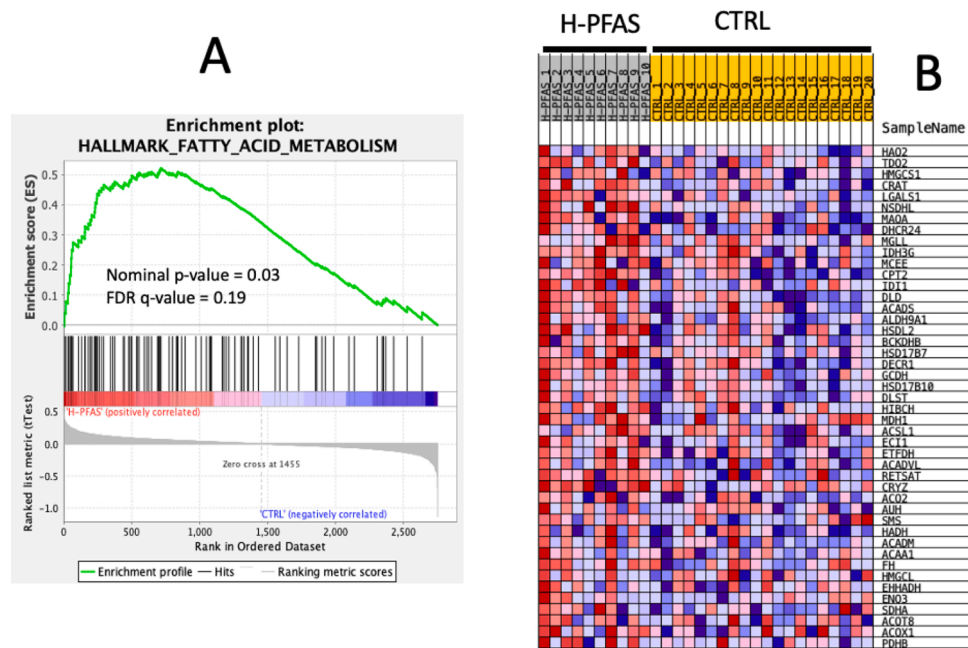 H-PFAS
CTRL
A
B
Enrichment plot:
HALLMARK_FATTY_ACID_METABOLISM
Enrichment score (ES)
0.5
0.4
0.3
0.2
0.1
0.0
Nominal p-value = 0.03
FDR q-value = 0.19
'H-PFAS' (positively correlated)
Ranked list metric (tTest)
0.5
0.0
-0.5
-1.0
Zero cross at 1455
'CTRL' (negatively correlated)
0
500
1,000
1,500
2,000
2,500
Rank in Ordered Dataset
Enrichment profile
Hits
Ranking metric scores
H-PFAS_1
H-PFAS_2
H-PFAS_3
H-PFAS_4
H-PFAS_5
H-PFAS_6
H-PFAS_7
H-PFAS_8
H-PFAS_9
H-PFAS_10
CTRL_1
CTRL_2
CTRL_3
CTRL_4
CTRL_5
CTRL_6
CTRL_7
CTRL_8
CTRL_9
CTRL_10
CTRL_11
CTRL_12
CTRL_13
CTRL_14
CTRL_15
CTRL_16
CTRL_17
CTRL_18
CTRL_19
CTRL_20
SampleName
HAO2
TDO2
HMGCS1
CRAT
LGALS1
NSDHL
MAOA
DHCR24
MGLL
IDH3G
MCEE
CPT2
IDI1
DLD
ACADS
ALDH9A1
HSDL2
BCKDHB
HSD17B7
DECR1
GCDH
HSD17B10
DLST
HIBCH
MDH1
ACSL1
ECI1
ETFDH
ACADVL
RETSAT
CRYZ
ACO2
AUH
SMS
HADH
ACADM
ACAA1
FH
HMGCL
EHHADH
ENO3
SDHA
ACOT8
ACOX1
PDHB